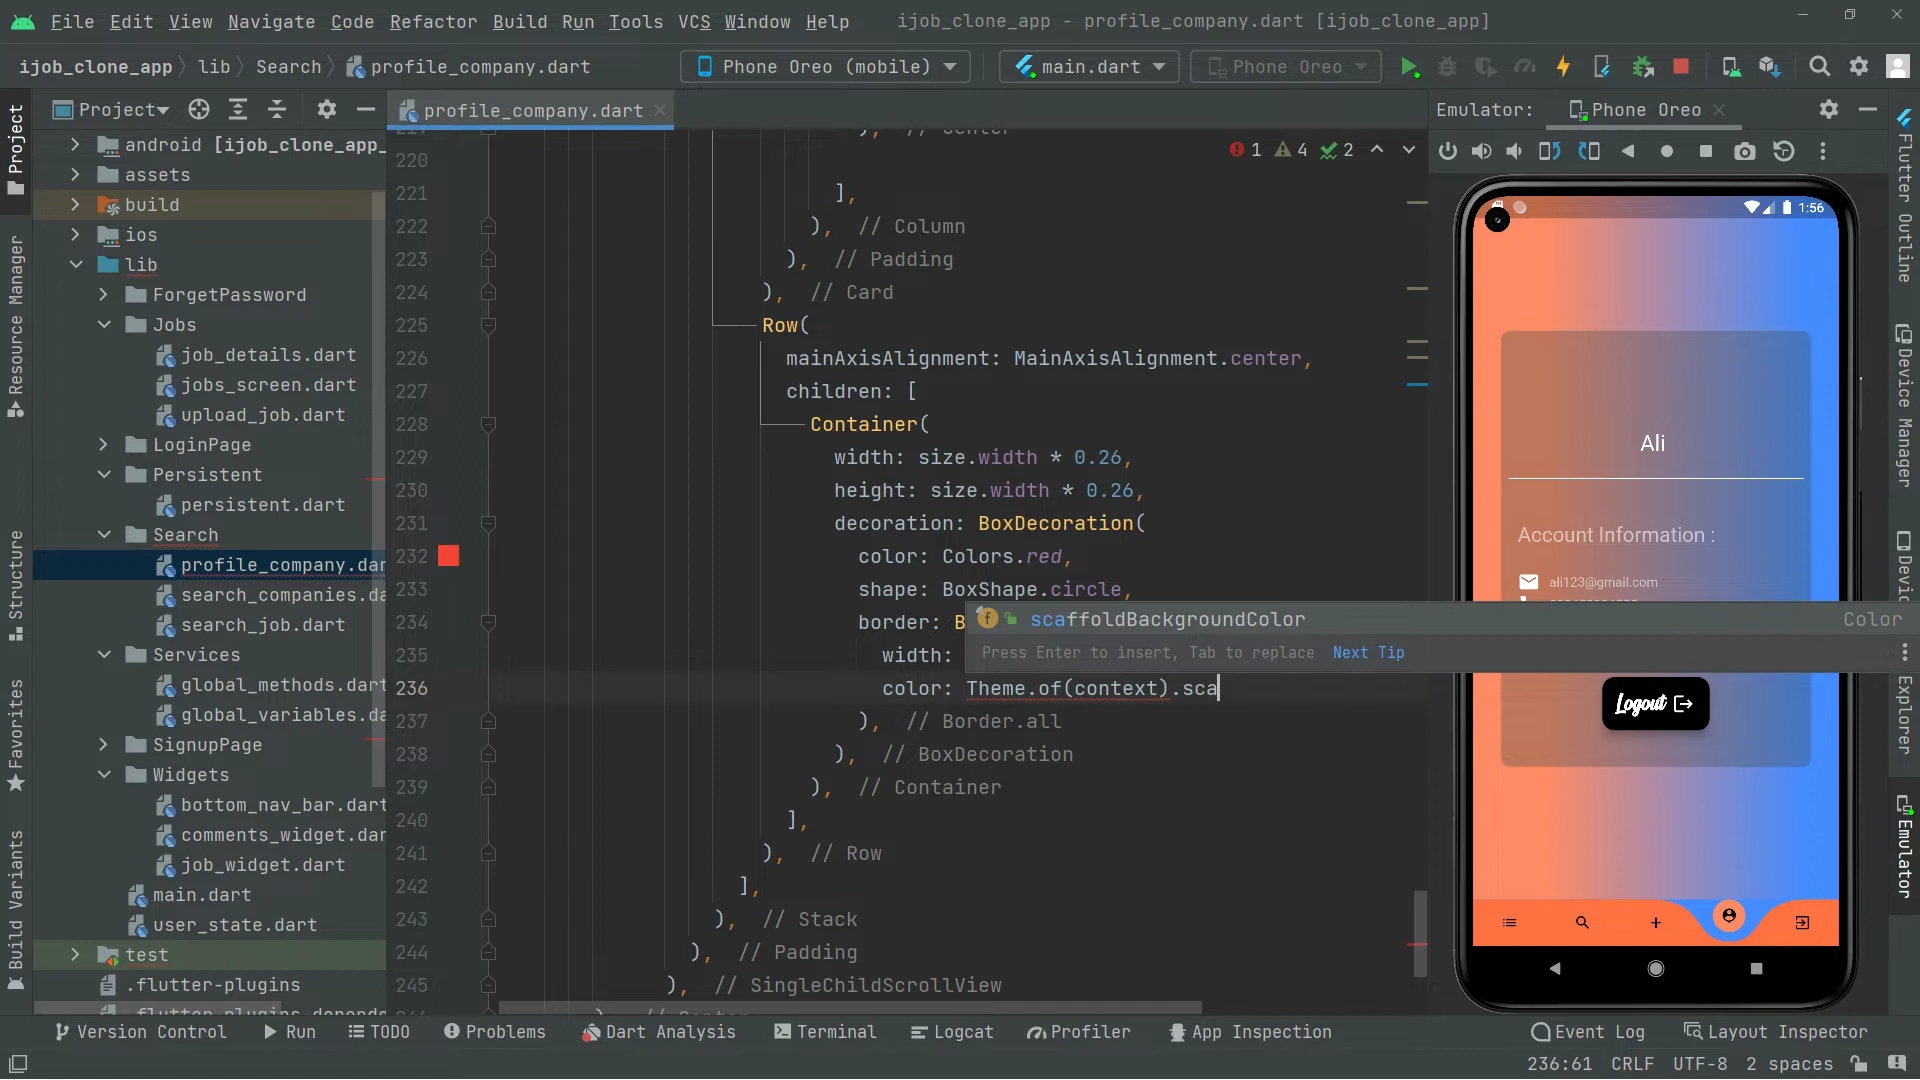 File Edit View Navigate Code Refactor Build Run Tools VCS Window Help ijob_clone_app - profile_company.dart [ijob_clone_app]
ijob_clone_app lib Search profile_company.dart Phone Oreo (mobile) main.dart Phone Oreo
Project profile_company.dart Emulator: Phone Oreo
1 4 2
android [ijob_clone_app_
assets
build
ios
lib
ForgetPassword
Jobs
job_details.dart
jobs_screen.dart
upload_job.dart
LoginPage
Persistent
persistent.dart
Search
profile_company.dar
search_companies.da
search_job.dart
Services
global_methods.dart
global_variables.da
SignupPage
Widgets
bottom_nav_bar.dart
comments_widget.dar
job_widget.dart
main.dart
user_state.dart
test
.flutter-plugins
.flutter-plugins-depend
219 ), // Center
220
221 ],
222 ), // Column
223 ), // Padding
224 ), // Card
225 Row(
226 mainAxisAlignment: MainAxisAlignment.center,
227 children: [
228 Container(
229 width: size.width * 0.26,
230 height: size.width * 0.26,
231 decoration: BoxDecoration(
232 color: Colors.red,
233 shape: BoxShape.circle,
234 border: B
235 width:
236 color: Theme.of(context).sca
237 ), // Border.all
238 ), // BoxDecoration
239 ), // Container
240 ],
241 ), // Row
242 ],
243 ), // Stack
244 ), // Padding
245 ), // SingleChildScrollView
), // Center
f scaffoldBackgroundColor Color
Press Enter to insert, Tab to replace Next Tip
1:56
Ali
Account Information :
ali123@gmail.com
Logout
Project
Resource Manager
Structure
Favorites
Build Variants
Flutter Outline
Device Manager
Explorer
Emulator
Version Control Run TODO Problems Dart Analysis Terminal Logcat Profiler App Inspection Event Log Layout Inspector
236:61 CRLF UTF-8 2 spaces